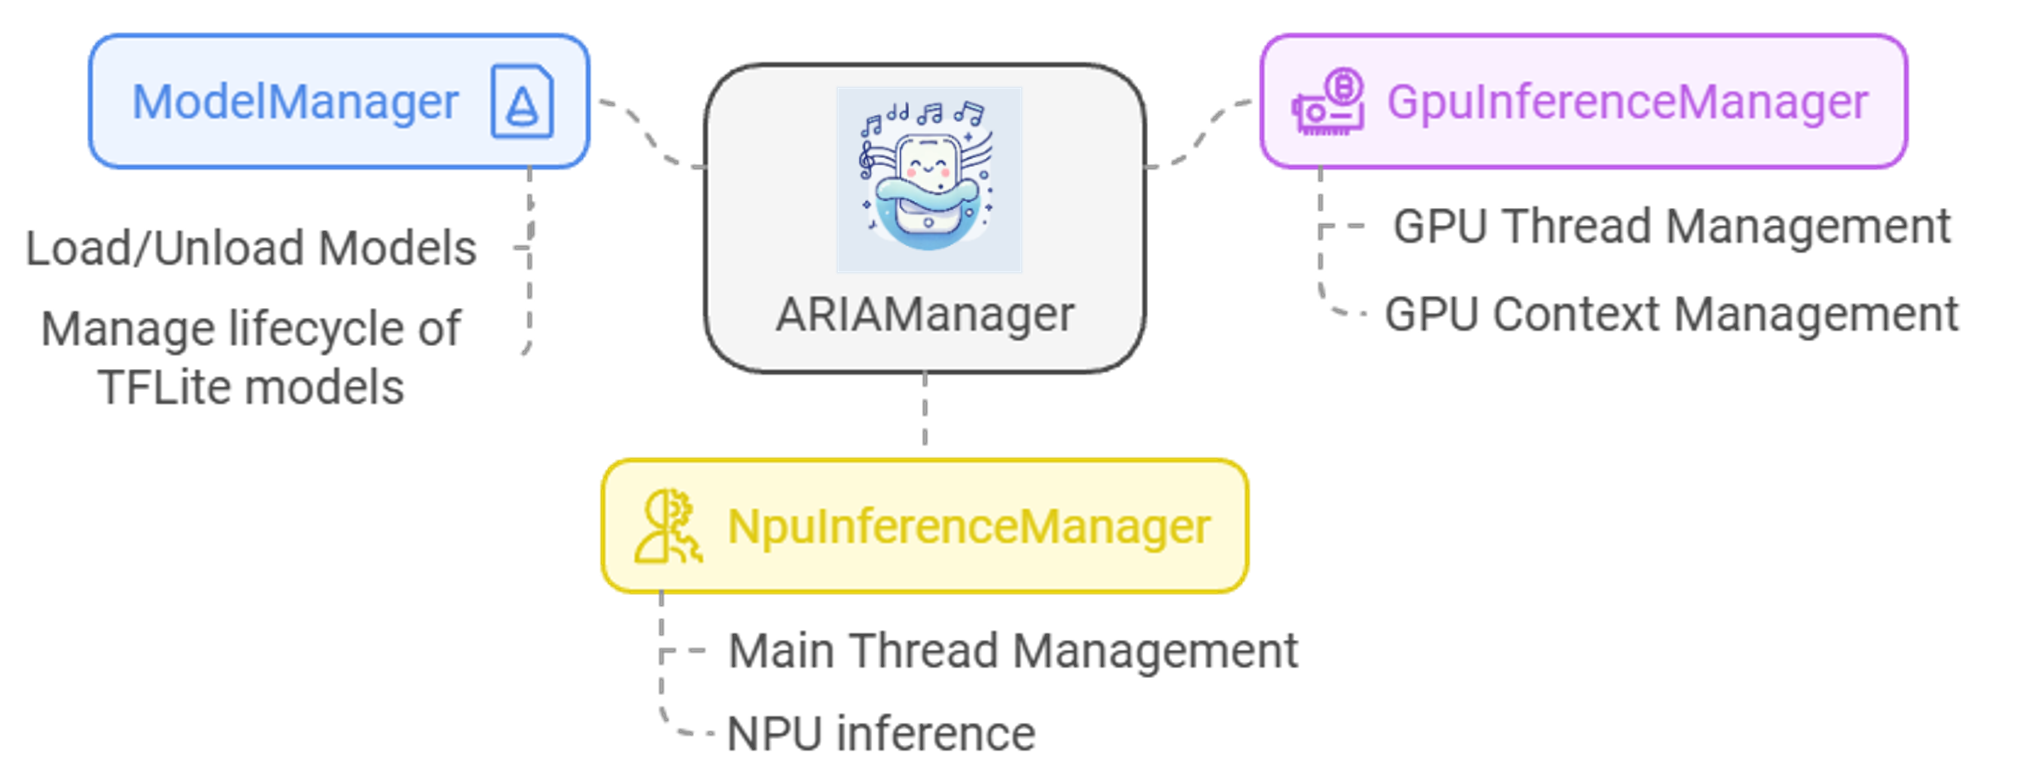 ModelManager
Load/Unload Models
Manage lifecycle of
TFLite models
ARIAManager
GpuInferenceManager
GPU Thread Management
GPU Context Management
NpuInferenceManager
Main Thread Management
NPU inference